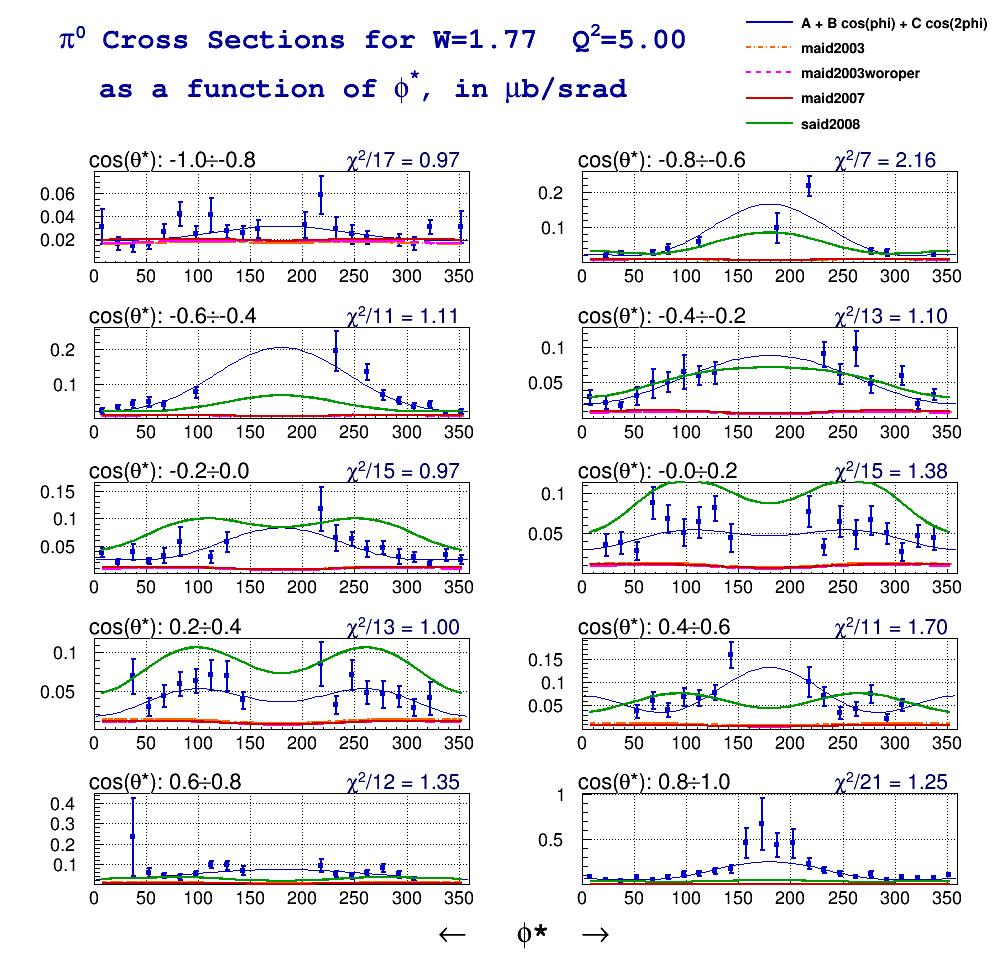 π⁰ Cross Sections for W=1.77 Q²=5.00
as a function of ϕ*, in μb/srad
A + B cos(phi) + C cos(2phi)
maid2003
maid2003woroper
maid2007
said2008
cos(θ*): -1.0÷-0.8 χ²/17 = 0.97
0.06
0.04
0.02
0 50 100 150 200 250 300 350
cos(θ*): -0.8÷-0.6 χ²/7 = 2.16
0.2
0.1
0 50 100 150 200 250 300 350
cos(θ*): -0.6÷-0.4 χ²/11 = 1.11
0.2
0.1
0 50 100 150 200 250 300 350
cos(θ*): -0.4÷-0.2 χ²/13 = 1.10
0.1
0.05
0 50 100 150 200 250 300 350
cos(θ*): -0.2÷0.0 χ²/15 = 0.97
0.15
0.1
0.05
0 50 100 150 200 250 300 350
cos(θ*): -0.0÷0.2 χ²/15 = 1.38
0.1
0.05
0 50 100 150 200 250 300 350
cos(θ*): 0.2÷0.4 χ²/13 = 1.00
0.1
0.05
0 50 100 150 200 250 300 350
cos(θ*): 0.4÷0.6 χ²/11 = 1.70
0.15
0.1
0.05
0 50 100 150 200 250 300 350
cos(θ*): 0.6÷0.8 χ²/12 = 1.35
0.4
0.3
0.2
0.1
0 50 100 150 200 250 300 350
cos(θ*): 0.8÷1.0 χ²/21 = 1.25
1
0.5
0 50 100 150 200 250 300 350
← ϕ* →